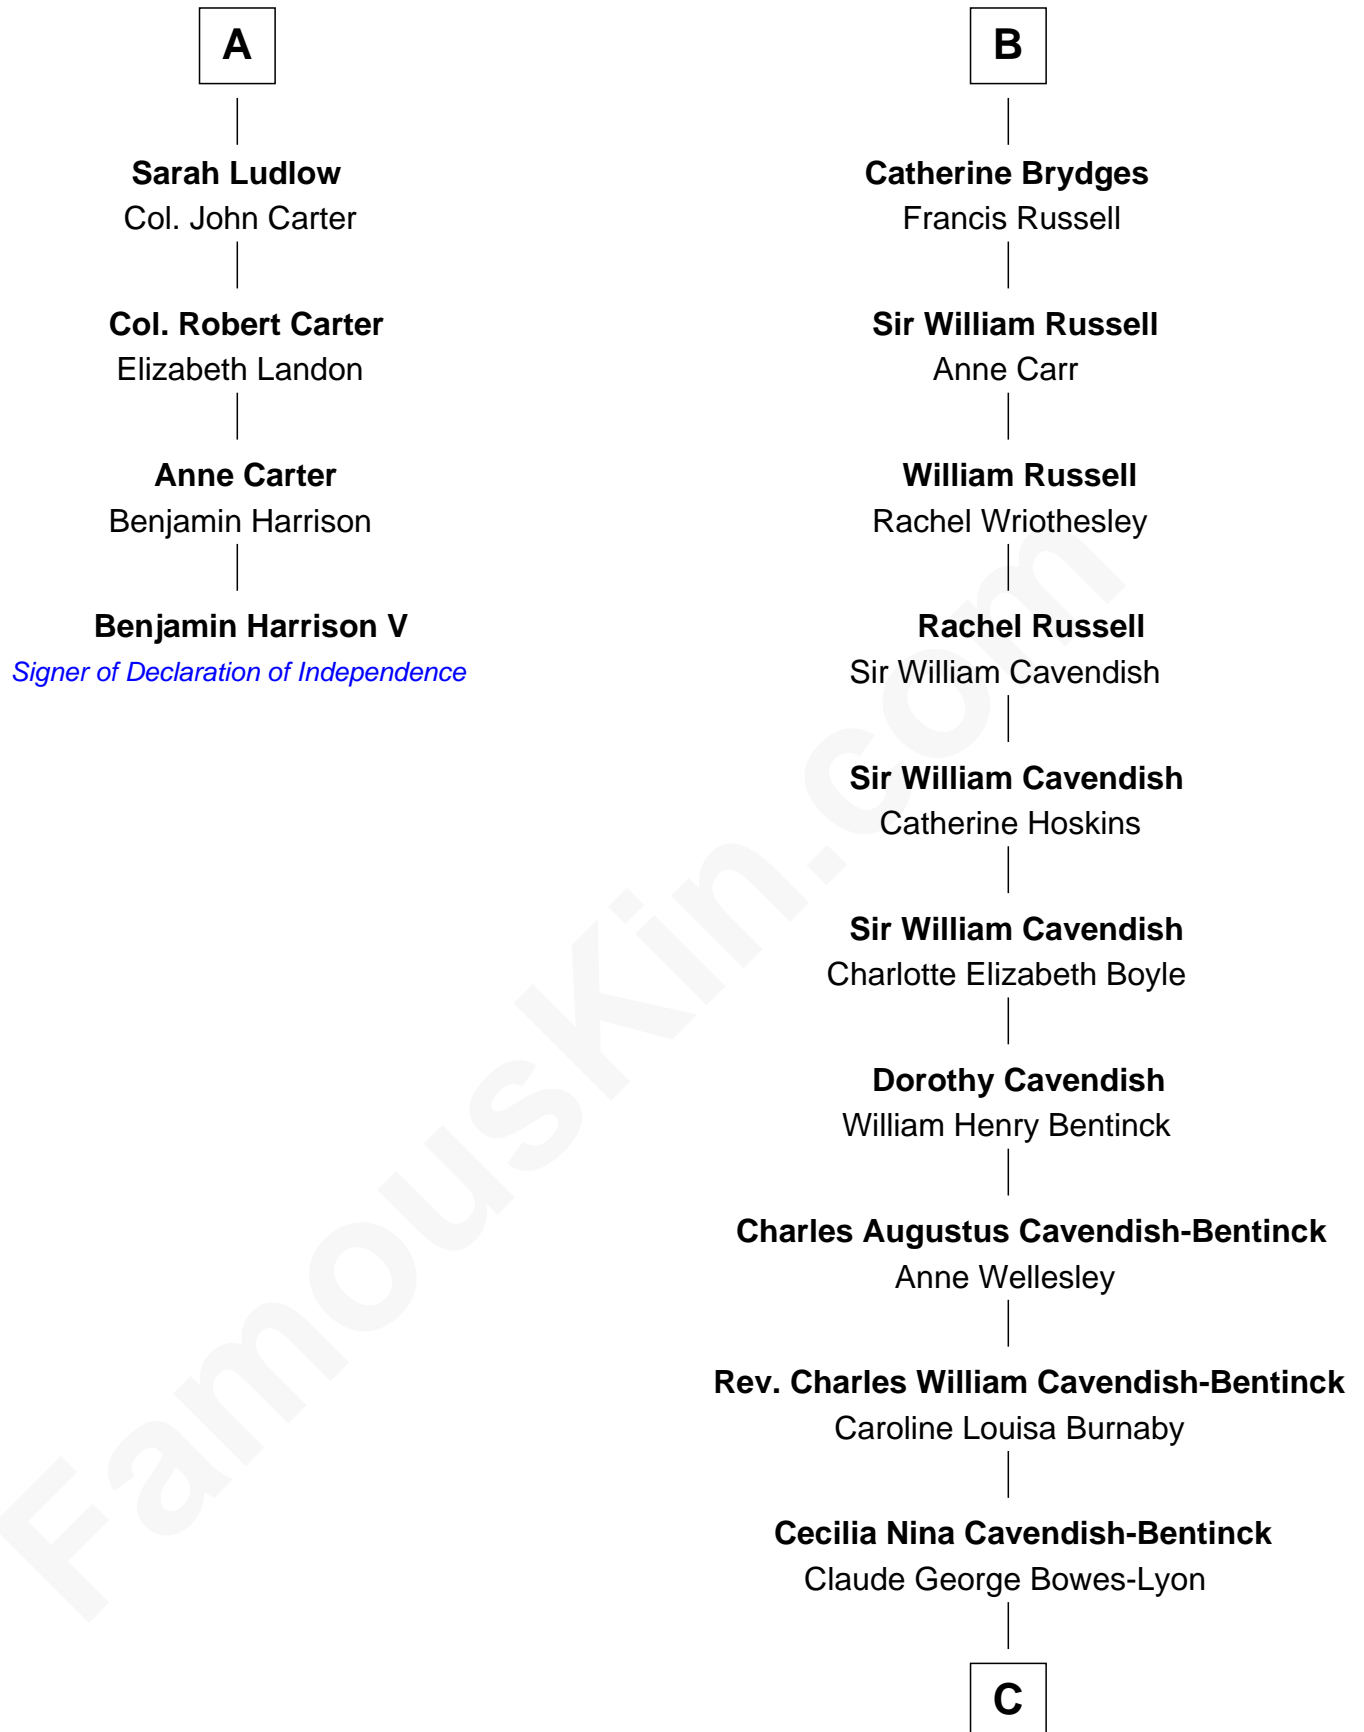 A
Sarah Ludlow
Col. John Carter
Col. Robert Carter
Elizabeth Landon
Anne Carter
Benjamin Harrison
Benjamin Harrison V
Signer of Declaration of Independence
B
Catherine Brydges
Francis Russell
Sir William Russell
Anne Carr
William Russell
Rachel Wriothesley
Rachel Russell
Sir William Cavendish
Sir William Cavendish
Catherine Hoskins
Sir William Cavendish
Charlotte Elizabeth Boyle
Dorothy Cavendish
William Henry Bentinck
Charles Augustus Cavendish-Bentinck
Anne Wellesley
Rev. Charles William Cavendish-Bentinck
Caroline Louisa Burnaby
Cecilia Nina Cavendish-Bentinck
Claude George Bowes-Lyon
C
FamousKin.com